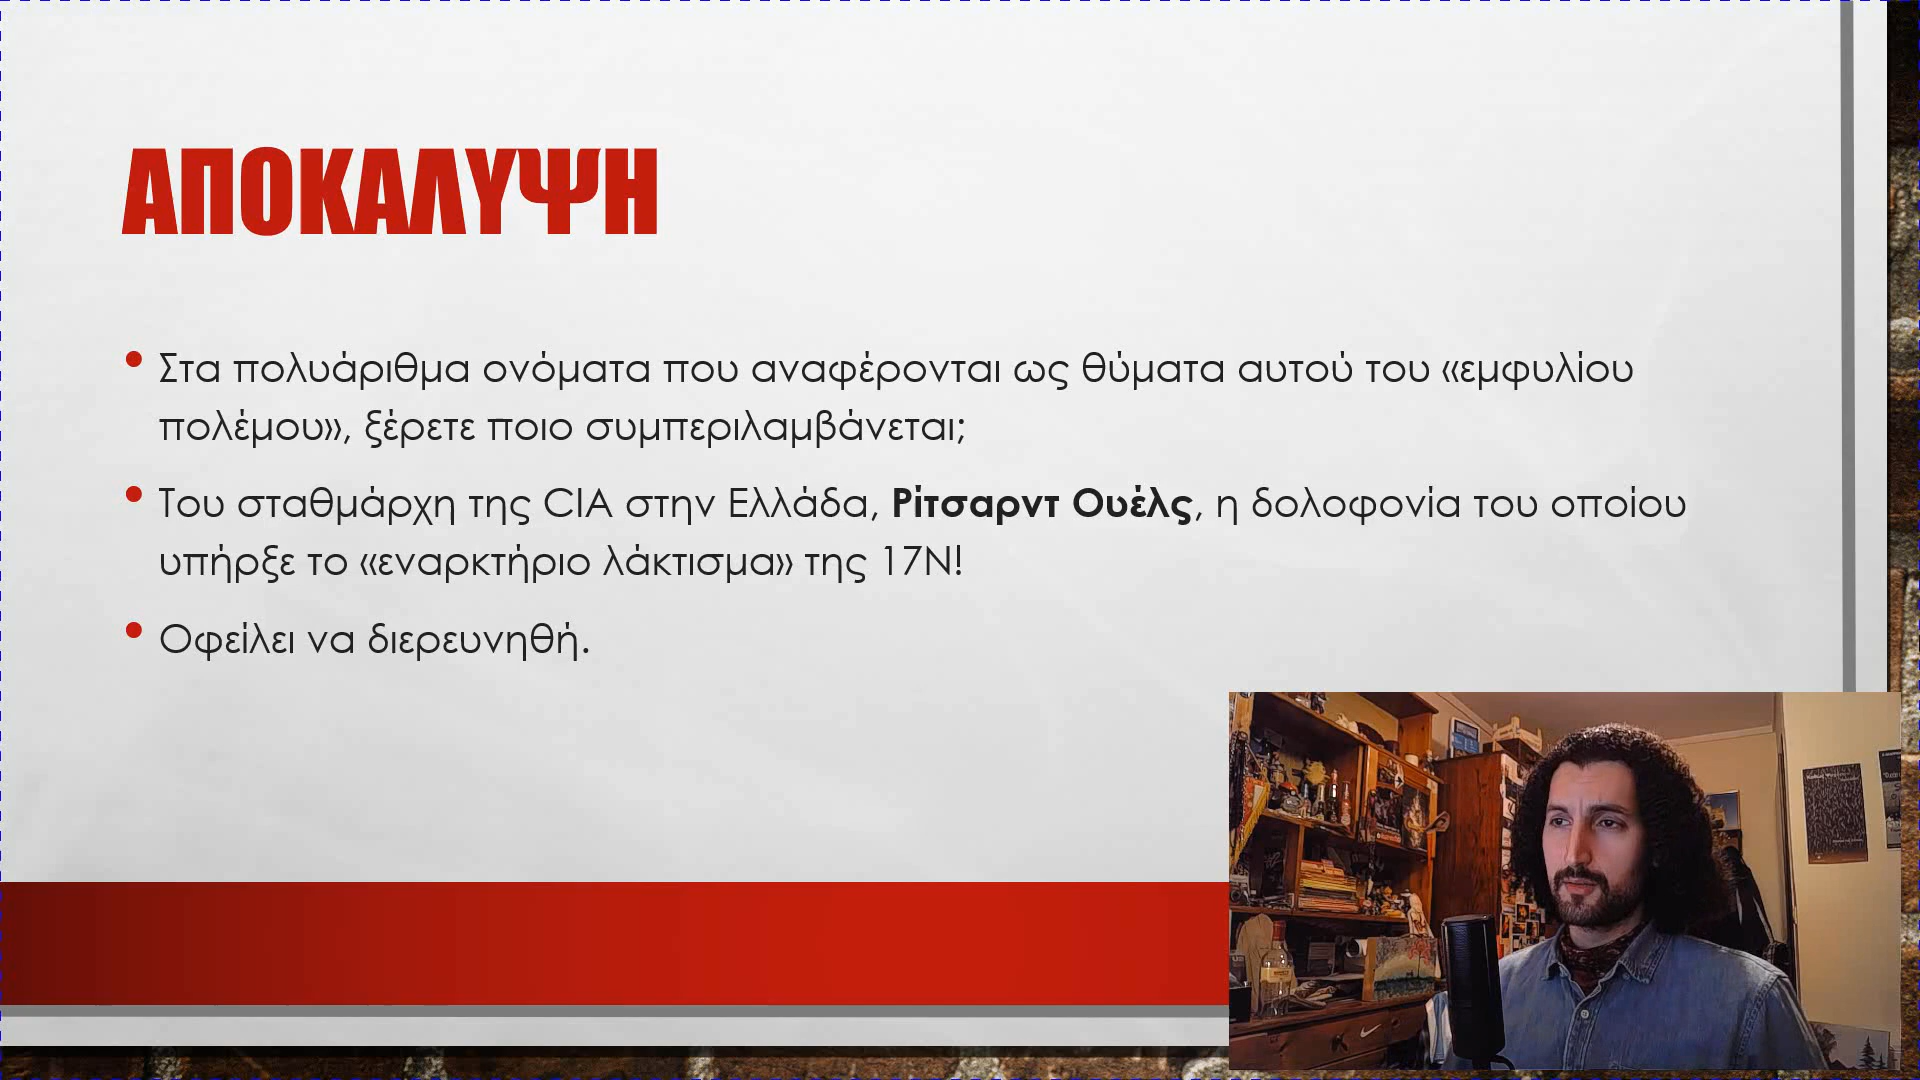 ΑΠΟΚΑΛΥΨΗ
• Στα πολυάριθμα ονόματα που αναφέρονται ως θύματα αυτού του «εμφυλίου
πολέμου», ξέρετε ποιο συμπεριλαμβάνεται;
• Του σταθμάρχη της CIA στην Ελλάδα, Ρίτσαρντ Ουέλς, η δολοφονία του οποίου
υπήρξε το «εναρκτήριο λάκτισμα» της 17Ν!
• Οφείλει να διερευνηθή.